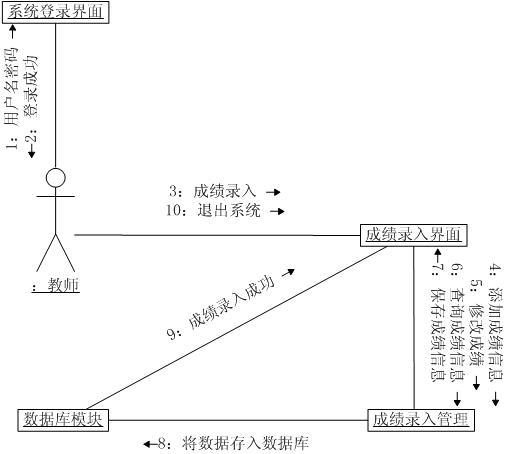 系统登录界面
1：用户名密码
2：登录成功
：教师
3：成绩录入
10：退出系统
成绩录入界面
4：添加成绩信息
5：修改成绩
6：查询成绩信息
7：保存成绩信息
9：成绩录入成功
数据库模块
成绩录入管理
8：将数据存入数据库